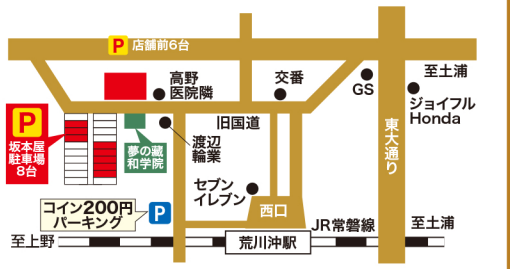 P 店舗前6台
高野
医院隣
交番
GS
至土浦
ジョイフル
Honda
P
坂本屋
駐車場
8台
夢の蔵
和学院
渡辺
輪業
旧国道
東大通り
セブン
イレブン
西口
コイン200円
パーキング
P
JR常磐線
至土浦
至上野
荒川沖駅